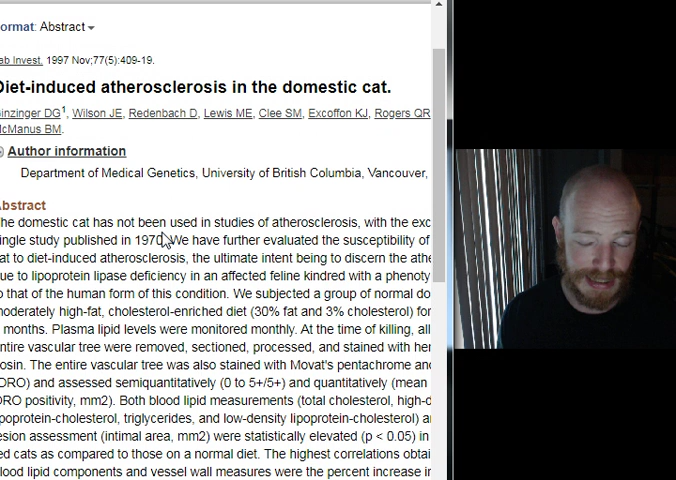 ormat: Abstract
ab Invest. 1997 Nov;77(5):409-19.
Diet-induced atherosclerosis in the domestic cat.
inzinger DG1, Wilson JE, Redenbach D, Lewis ME, Clee SM, Excoffon KJ, Rogers QR
cManus BM.
Author information
Department of Medical Genetics, University of British Columbia, Vancouver,
Abstract
he domestic cat has not been used in studies of atherosclerosis, with the exc
ingle study published in 1970. We have further evaluated the susceptibility of
at to diet-induced atherosclerosis, the ultimate intent being to discern the athe
ue to lipoprotein lipase deficiency in an affected feline kindred with a phenoty
o that of the human form of this condition. We subjected a group of normal do
moderately high-fat, cholesterol-enriched diet (30% fat and 3% cholesterol) for
months. Plasma lipid levels were monitored monthly. At the time of killing, all
ntire vascular tree were removed, sectioned, processed, and stained with hem
osin. The entire vascular tree was also stained with Movat's pentachrome and
ORO) and assessed semiquantitatively (0 to 5+/5+) and quantitatively (mean
ORO positivity, mm2). Both blood lipid measurements (total cholesterol, high-d
poprotein-cholesterol, triglycerides, and low-density lipoprotein-cholesterol) an
esion assessment (intimal area, mm2) were statistically elevated (p < 0.05) in
ed cats as compared to those on a normal diet. The highest correlations obtai
lood lipid components and vessel wall measures were the percent increase in